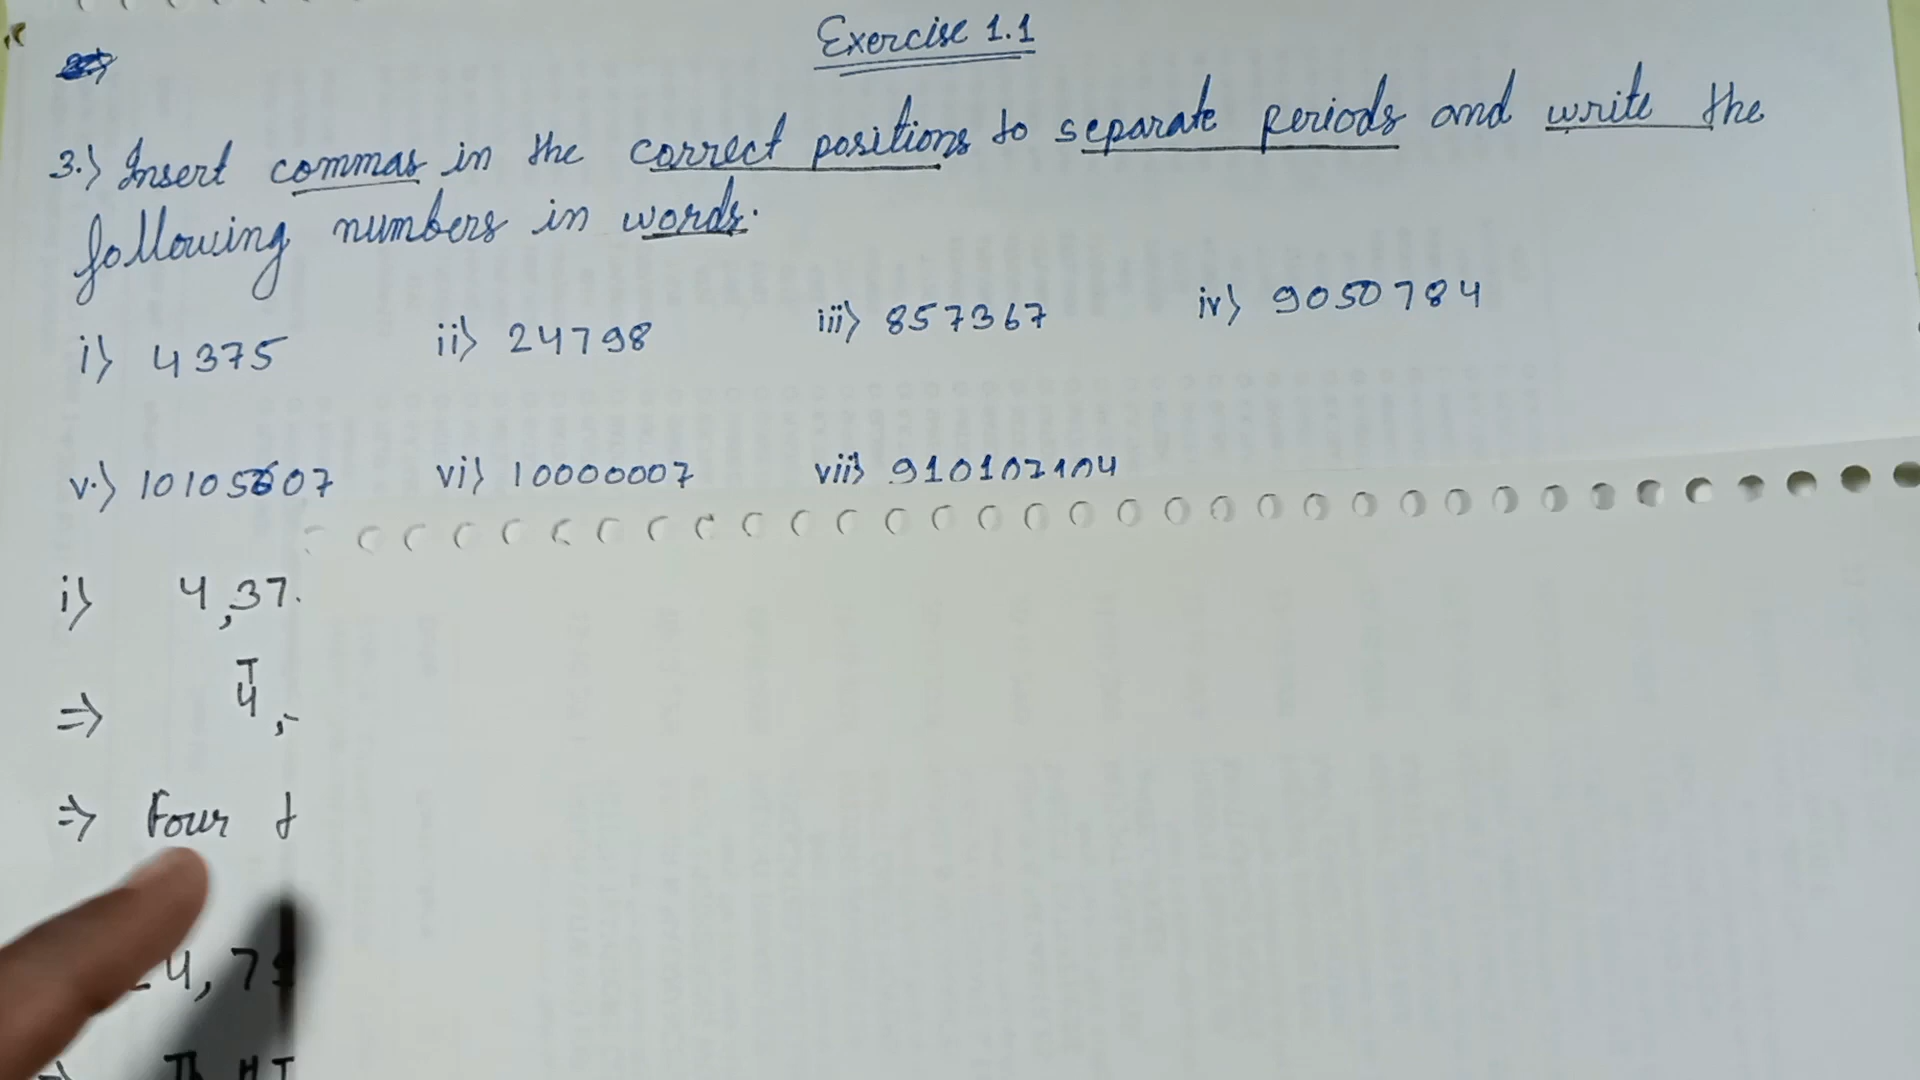 Exercise 1.1
3.) Insert commas in the correct positions to separate periods and write the
following numbers in words.
i) 4375 ii) 24798 iii) 857367 iv) 9050784
v.) 10105607 vi) 10000007 vii) 910107104
i) 4,37
⇒ T
4,
⇒ Four
4,7
Th H T